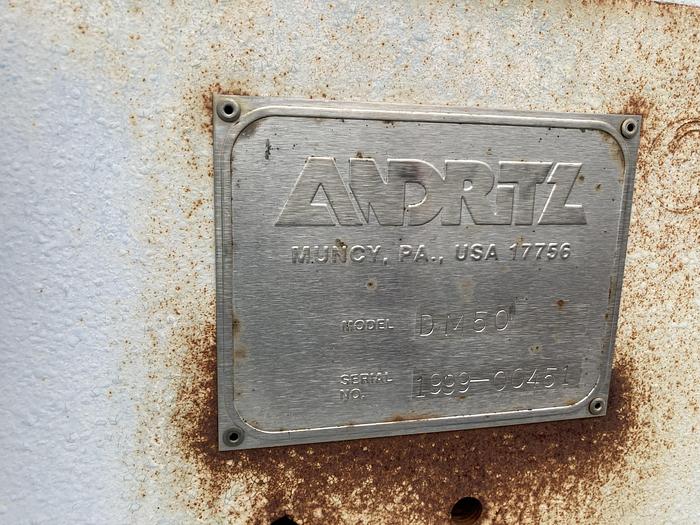 ANDRITZ
MUNCY, PA., USA 17756
MODEL D1450
SERIAL NO. 1999-00451